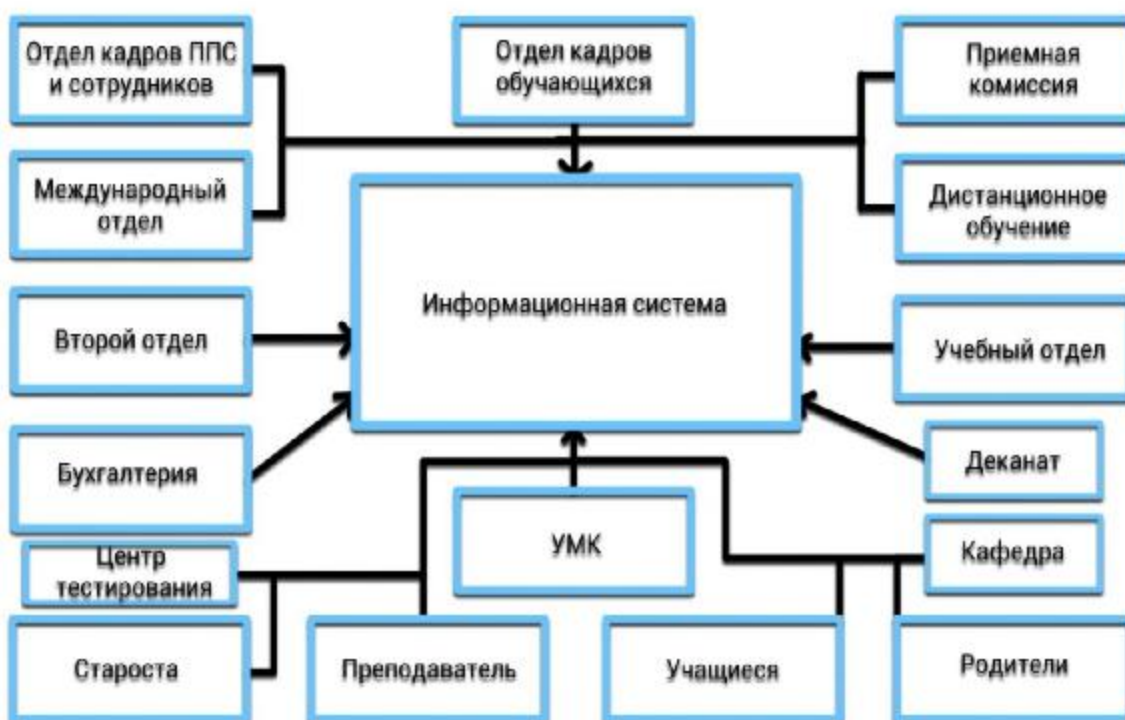 Отдел кадров ППС
и сотрудников
Отдел кадров
обучающихся
Приемная
комиссия
Международный
отдел
Дистанционное
обучение
Информационная система
Второй отдел
Учебный отдел
Бухгалтерия
Деканат
УМК
Центр
тестирования
Кафедра
Староста
Преподаватель
Учащиеся
Родители